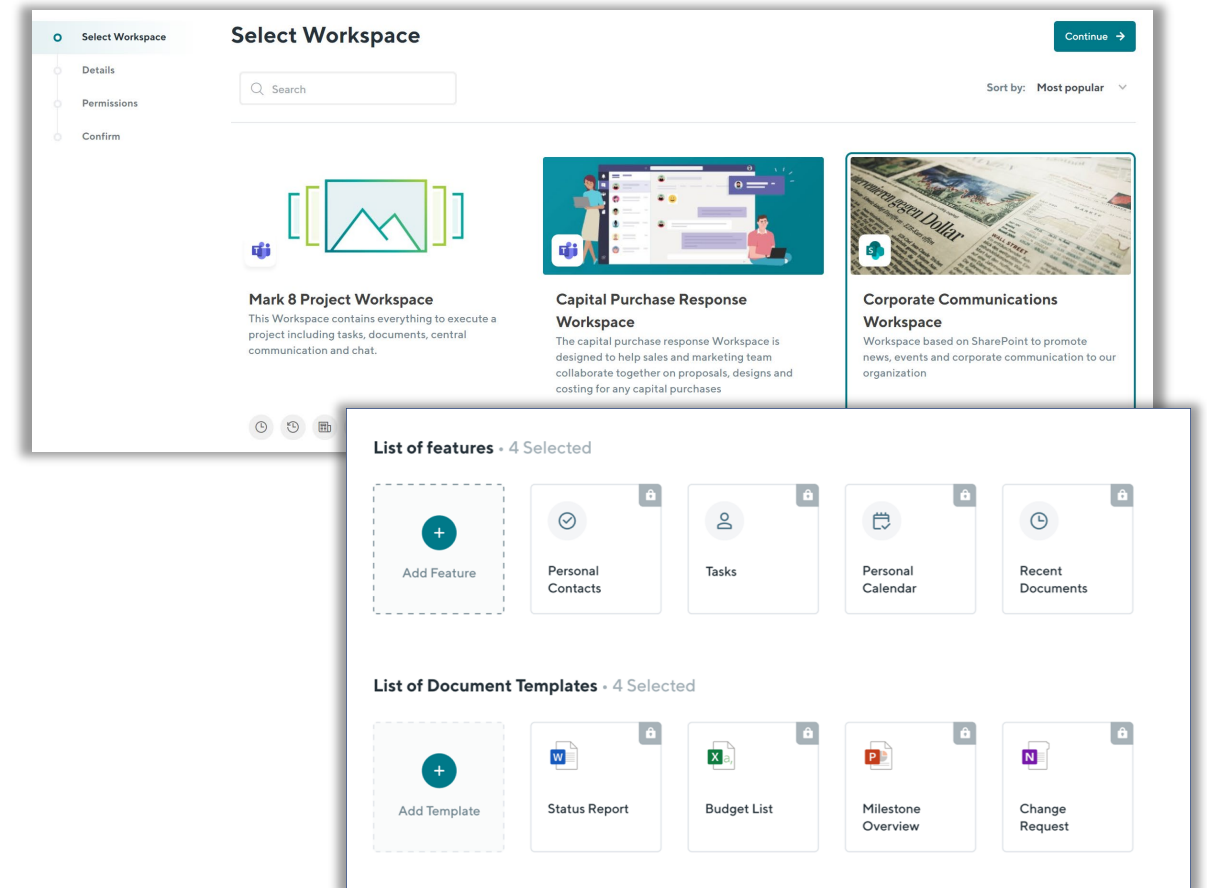 Select Workspace
Details
Permissions
Confirm
Select Workspace
Continue
Search
Sort by: Most popular
Mark 8 Project Workspace
This Workspace contains everything to execute a
project including tasks, documents, central
communication and chat.
Capital Purchase Response
Workspace
The capital purchase response Workspace is
designed to help sales and marketing team
collaborate together on proposals, designs and
costing for any capital purchases
ereren gegen Dollar
WALL STREET
Corporate Communications
Workspace
Workspace based on SharePoint to promote
news, events and corporate communication to our
organization
List of features • 4 Selected
Add Feature
Personal
Contacts
Tasks
Personal
Calendar
Recent
Documents
List of Document Templates • 4 Selected
Add Template
W
Status Report
X
Budget List
P
Milestone
Overview
N
Change
Request